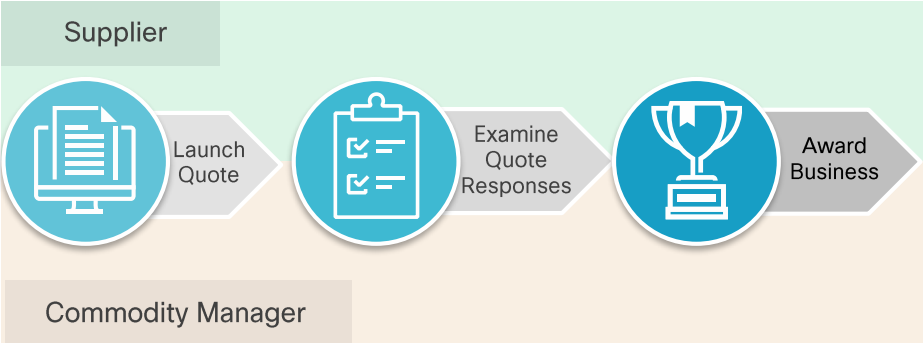 Supplier
Launch
Quote
Examine
Quote
Responses
Award
Business
Commodity Manager